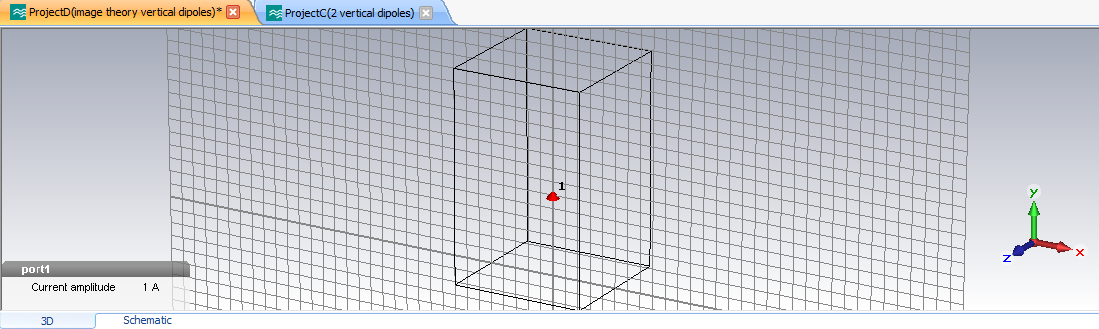 ProjectD(image theory vertical dipoles)* ProjectC(2 vertical dipoles)
1
y
x
z
port1
Current amplitude 1 A
3D Schematic